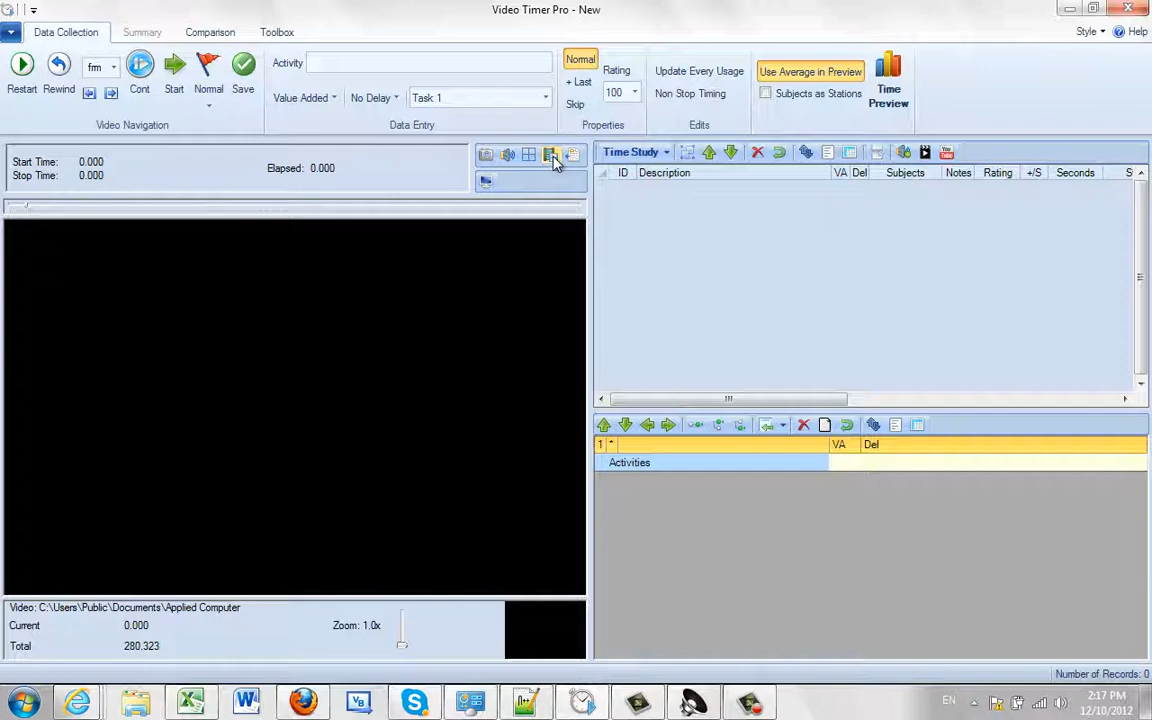 Video Timer Pro - New
Data Collection Summary Comparison Toolbox Style Help
Restart Rewind frm Cont Start Normal Save
Activity
Value Added No Delay Task 1
Normal
+ Last
Skip
Rating
100
Update Every Usage
Non Stop Timing
Use Average in Preview
Subjects as Stations
Time
Preview
Video Navigation Data Entry Properties Edits
Start Time: 0.000
Stop Time: 0.000
Elapsed: 0.000
Time Study
You
Tube
ID Description VA Del Subjects Notes Rating +/S Seconds S
1 * VA Del
Activities
Video: C:\Users\Public\Documents\Applied Computer
Current 0.000 Zoom: 1.0x
Total 280.323
Number of Records: 0
EN
2:17 PM
12/10/2012